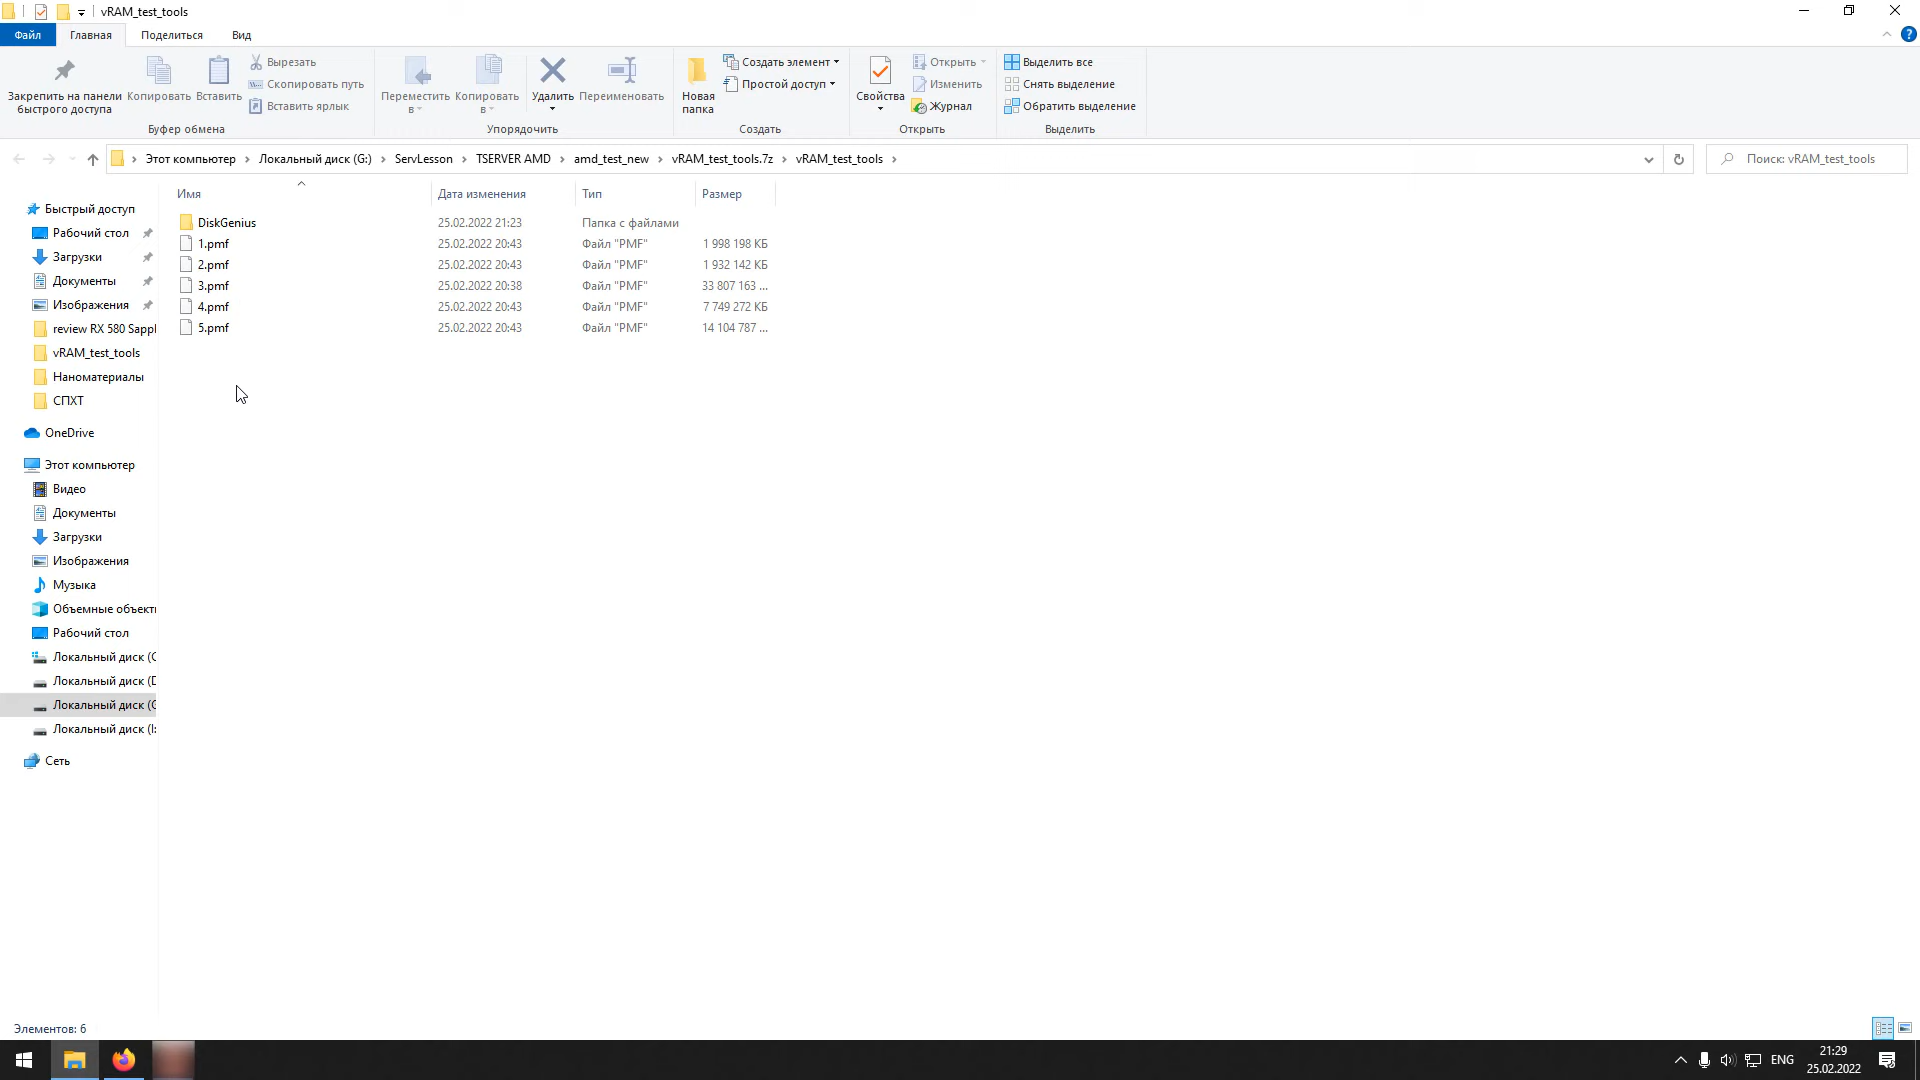 vRAM_test_tools
Файл Главная Поделиться Вид
Закрепить на панели быстрого доступа
Копировать
Вставить
Вырезать
Скопировать путь
Вставить ярлык
Буфер обмена
Переместить в
Копировать в
Удалить
Переименовать
Упорядочить
Новая папка
Создать элемент
Простой доступ
Создать
Свойства
Открыть
Изменить
Журнал
Открыть
Выделить все
Снять выделение
Обратить выделение
Выделить
Этот компьютер › Локальный диск (G:) › ServLesson › TSERVER AMD › amd_test_new › vRAM_test_tools.7z › vRAM_test_tools ›
Поиск: vRAM_test_tools
Быстрый доступ
Рабочий стол
Загрузки
Документы
Изображения
review RX 580 Sappl
vRAM_test_tools
Наноматериалы
СПХТ
OneDrive
Этот компьютер
Видео
Документы
Загрузки
Изображения
Музыка
Объемные объекты
Рабочий стол
Локальный диск (C
Локальный диск (D
Локальный диск (G
Локальный диск (I:
Сеть
Имя Дата изменения Тип Размер
DiskGenius 25.02.2022 21:23 Папка с файлами
1.pmf 25.02.2022 20:43 Файл "PMF" 1 998 198 КБ
2.pmf 25.02.2022 20:43 Файл "PMF" 1 932 142 КБ
3.pmf 25.02.2022 20:38 Файл "PMF" 33 807 163 ...
4.pmf 25.02.2022 20:43 Файл "PMF" 7 749 272 КБ
5.pmf 25.02.2022 20:43 Файл "PMF" 14 104 787 ...
Элементов: 6
ENG
21:29
25.02.2022